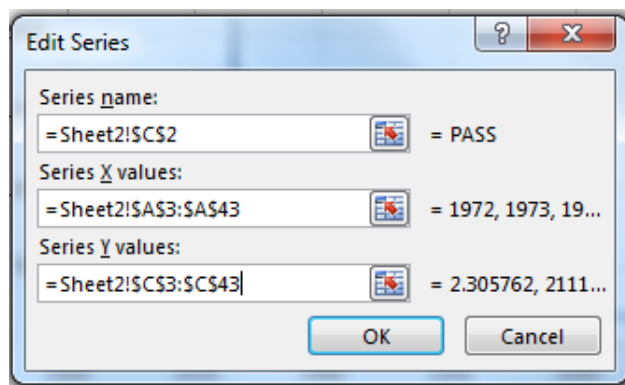 Edit Series
Series name:
=Sheet2!$C$2 = PASS
Series X values:
=Sheet2!$A$3:$A$43 = 1972, 1973, 19...
Series Y values:
=Sheet2!$C$3:$C$43 = 2.305762, 2111...
OK Cancel